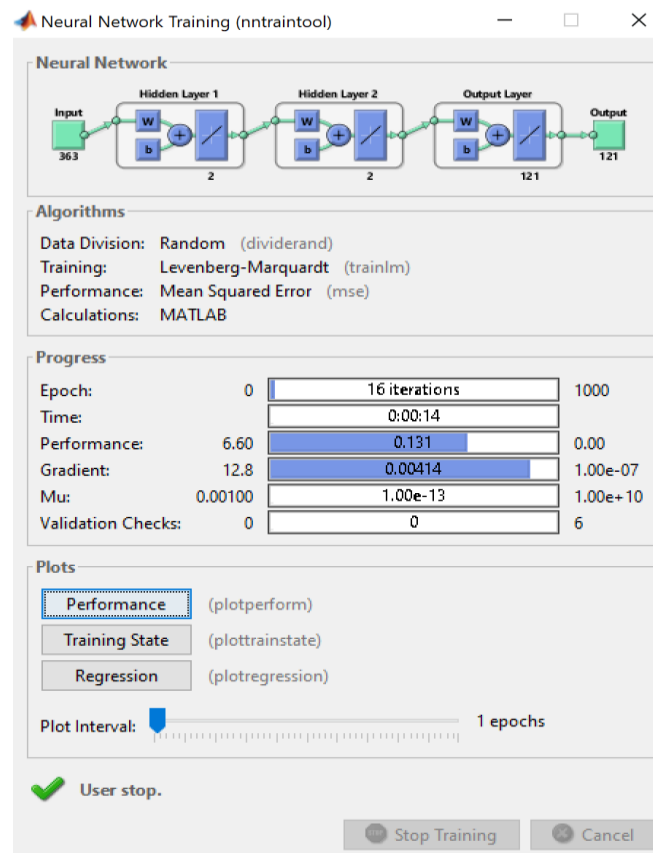 Neural Network Training (nntraintool)
Neural Network
Hidden Layer 1 Hidden Layer 2 Output Layer
Input Output
W W W
b b b
363 121
2 2 121
Algorithms
Data Division: Random (dividerand)
Training: Levenberg-Marquardt (trainlm)
Performance: Mean Squared Error (mse)
Calculations: MATLAB
Progress
Epoch: 0 16 iterations 1000
Time: 0:00:14
Performance: 6.60 0.131 0.00
Gradient: 12.8 0.00414 1.00e-07
Mu: 0.00100 1.00e-13 1.00e+10
Validation Checks: 0 0 6
Plots
Performance (plotperform)
Training State (plottrainstate)
Regression (plotregression)
Plot Interval: 1 epochs
User stop.
Stop Training Cancel